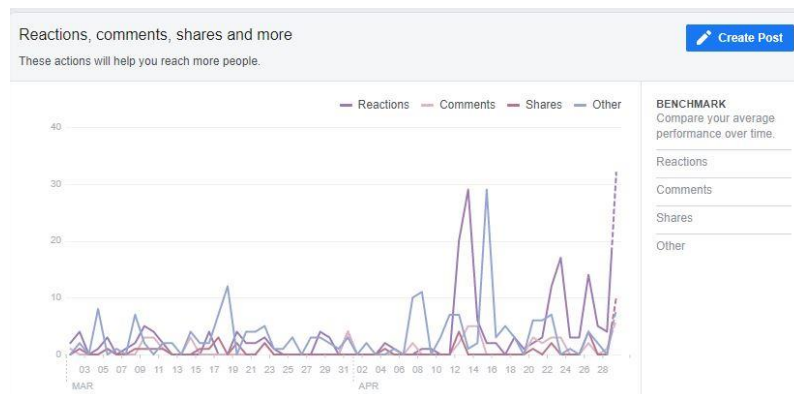 Reactions, comments, shares and more
These actions will help you reach more people.
Create Post
Reactions Comments Shares Other
40
30
20
10
0
03 05 07 09 11 13 15 17 19 21 23 25 27 29 31 02 04 06 08 10 12 14 16 18 20 22 24 26 28
MAR APR
BENCHMARK
Compare your average
performance over time.
Reactions
Comments
Shares
Other